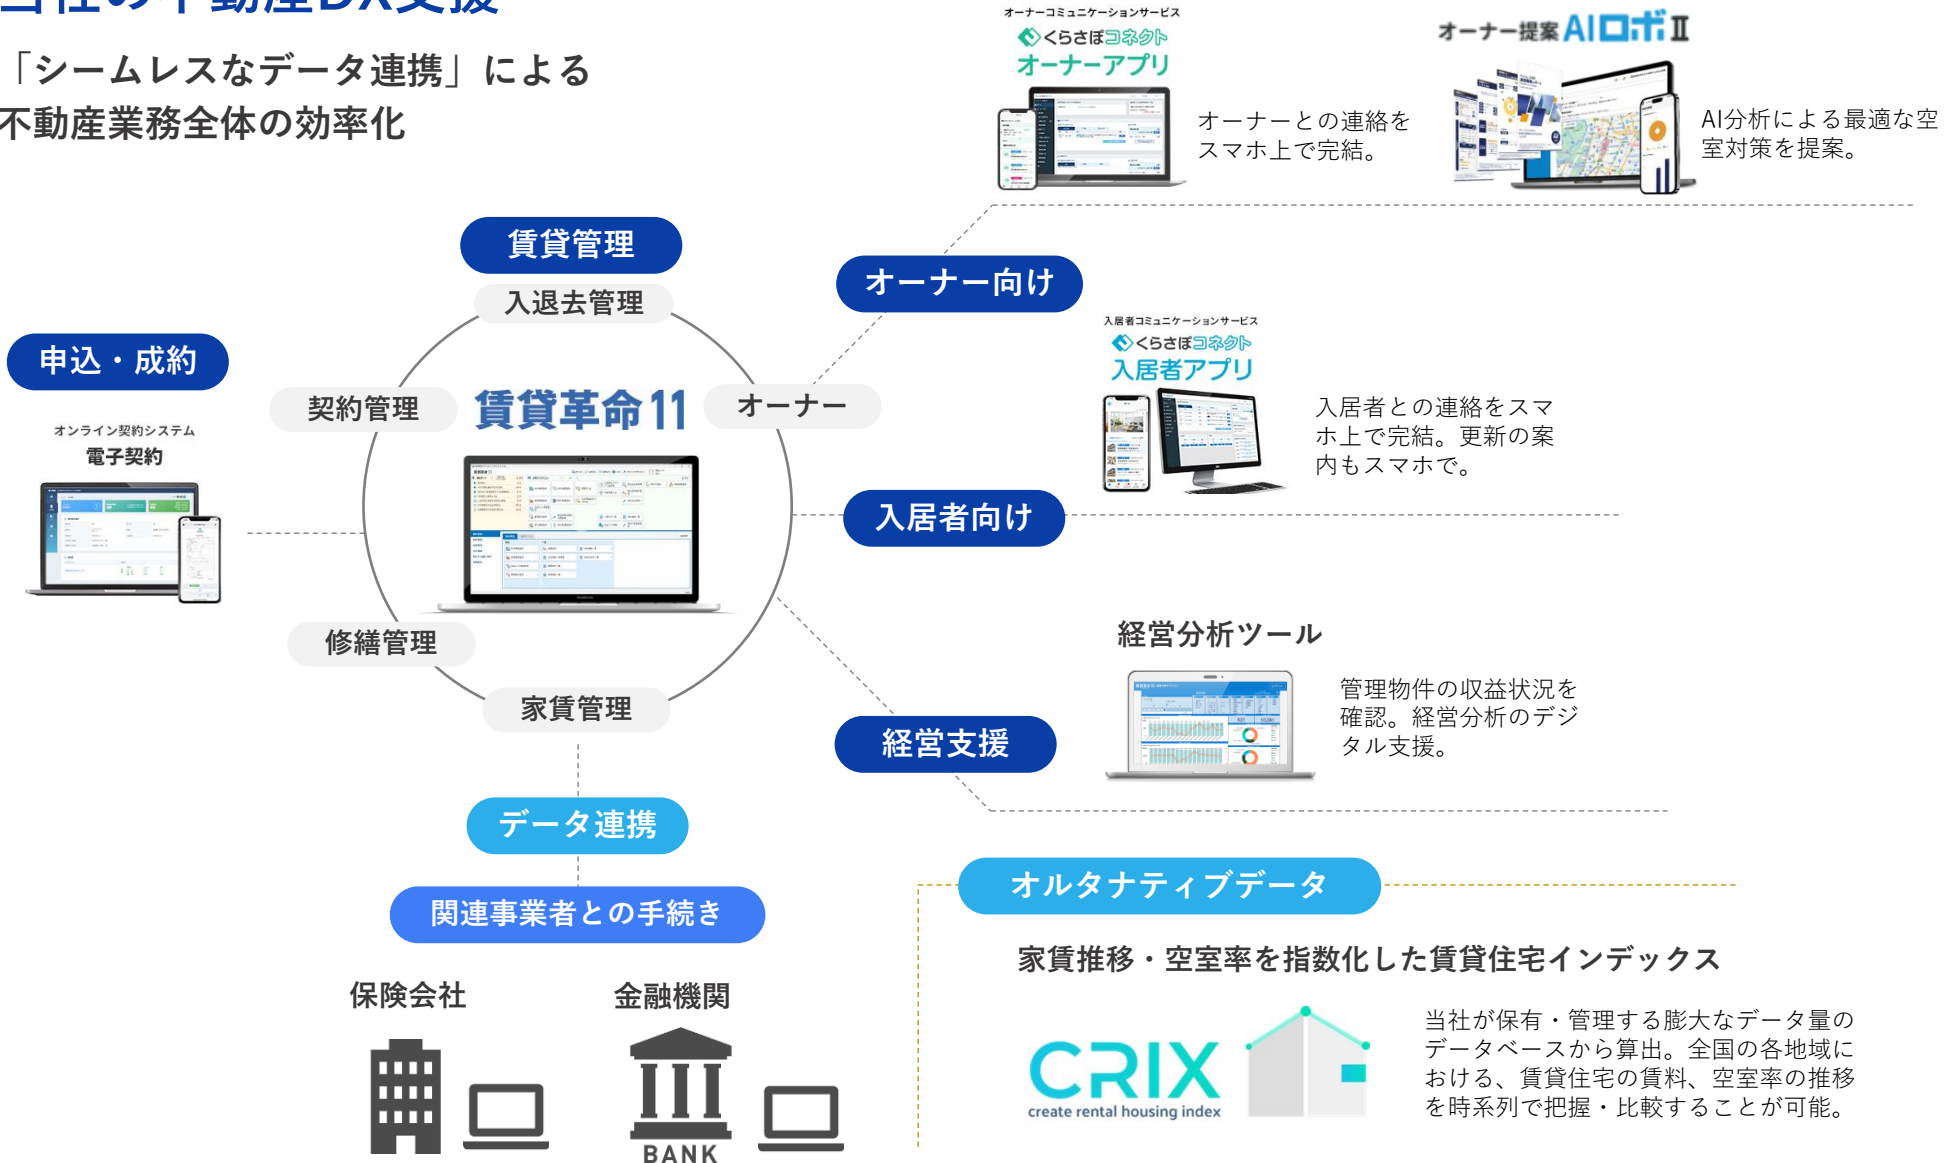 当社の不動産DX支援
「シームレスなデータ連携」による
不動産業務全体の効率化
オーナーコミュニケーションサービス
くらさぽコネクト
オーナーアプリ
オーナーとの連絡を
スマホ上で完結。
オーナー提案 AIロボⅡ
AI分析による最適な空
室対策を提案。
賃貸管理
入退去管理
オーナー向け
申込・成約
契約管理
賃貸革命11
オーナー
オンライン契約システム
電子契約
入居者コミュニケーションサービス
くらさぽコネクト
入居者アプリ
入居者との連絡をスマ
ホ上で完結。更新の案
内もスマホで。
入居者向け
修繕管理
家賃管理
経営分析ツール
管理物件の収益状況を
確認。経営分析のデジ
タル支援。
経営支援
データ連携
関連事業者との手続き
保険会社
金融機関
BANK
オルタナティブデータ
家賃推移・空室率を指数化した賃貸住宅インデックス
CRIX
create rental housing index
当社が保有・管理する膨大なデータ量の
データベースから算出。全国の各地域に
おける、賃貸住宅の賃料、空室率の推移
を時系列で把握・比較することが可能。